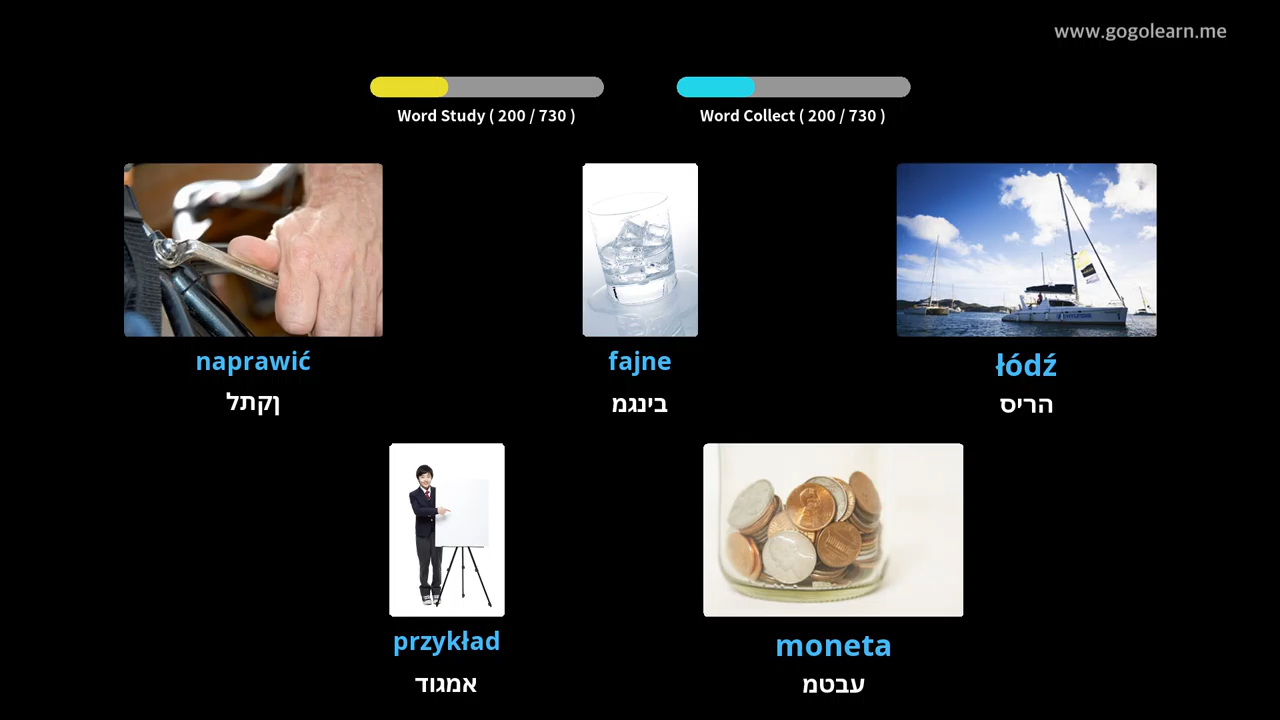 www.gogolearn.me
Word Study ( 200 / 730 )
Word Collect ( 200 / 730 )
naprawić
ןקתל
fajne
בינגמ
łódź
הריס
przykład
אמגוד
moneta
עבטמ